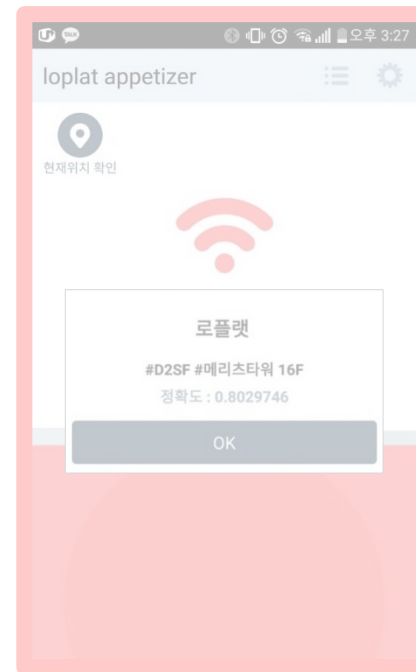 U+ TALK 오후 3:27
loplat appetizer
현재위치 확인
로플랫
#D2SF #메리츠타워 16F
정확도 : 0.8029746
OK